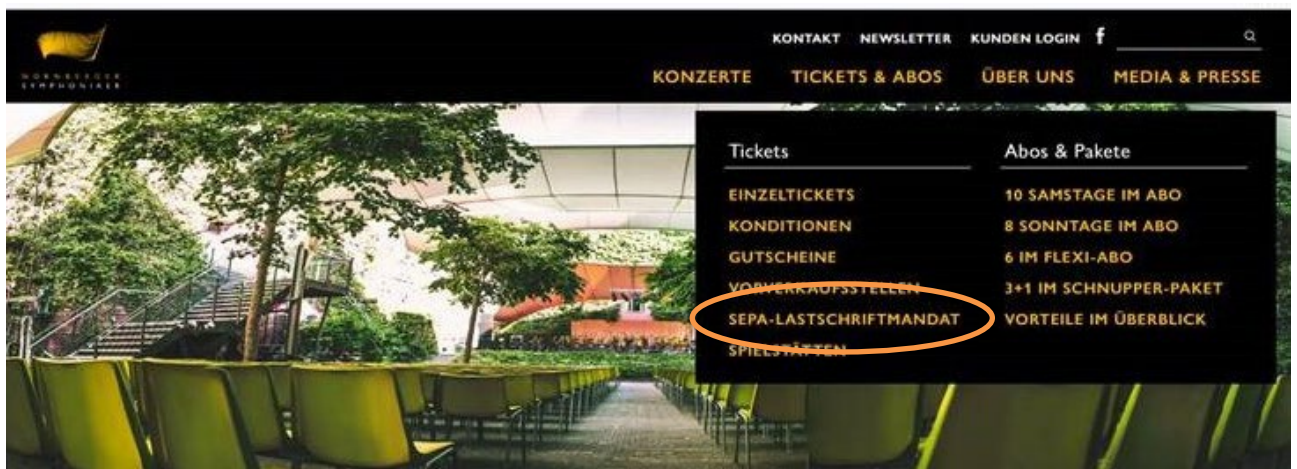 KONTAKT NEWSLETTER KUNDEN LOGIN f
NÜRNBERGER
SYMPHONIKER
KONZERTE TICKETS & ABOS ÜBER UNS MEDIA & PRESSE
Tickets
EINZELTICKETS
KONDITIONEN
GUTSCHEINE
VORVERKAUFSSTELLEN
SEPA-LASTSCHRIFTMANDAT
SPIELSTÄTTEN
Abos & Pakete
10 SAMSTAGE IM ABO
8 SONNTAGE IM ABO
6 IM FLEXI-ABO
3+1 IM SCHNUPPER-PAKET
VORTEILE IM ÜBERBLICK